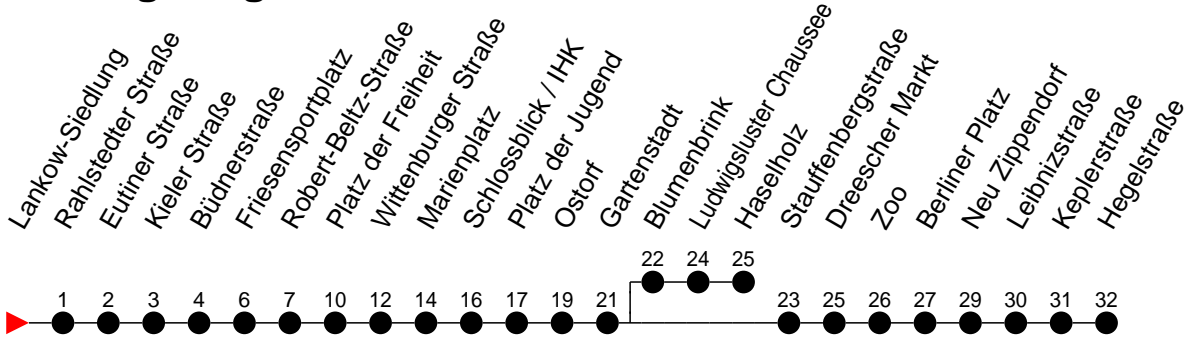 Lankow-Siedlung
Rahlstedter Straße
Eutiner Straße
Kieler Straße
Büdnerstraße
Friesensportplatz
Robert-Beltz-Straße
Platz der Freiheit
Wittenburger Straße
Marienplatz
Schlossblick / IHK
Platz der Jugend
Ostorf
Gartenstadt
Blumenbrink
Ludwigsluster Chaussee
Haselholz
Stauffenbergstraße
Dreescher Markt
Zoo
Berliner Platz
Neu Zippendorf
Leibnizstraße
Keplerstraße
Hegelstraße
22 24 25
1 2 3 4 6 7 10 12 14 16 17 19 21 23 25 26 27 29 30 31 32